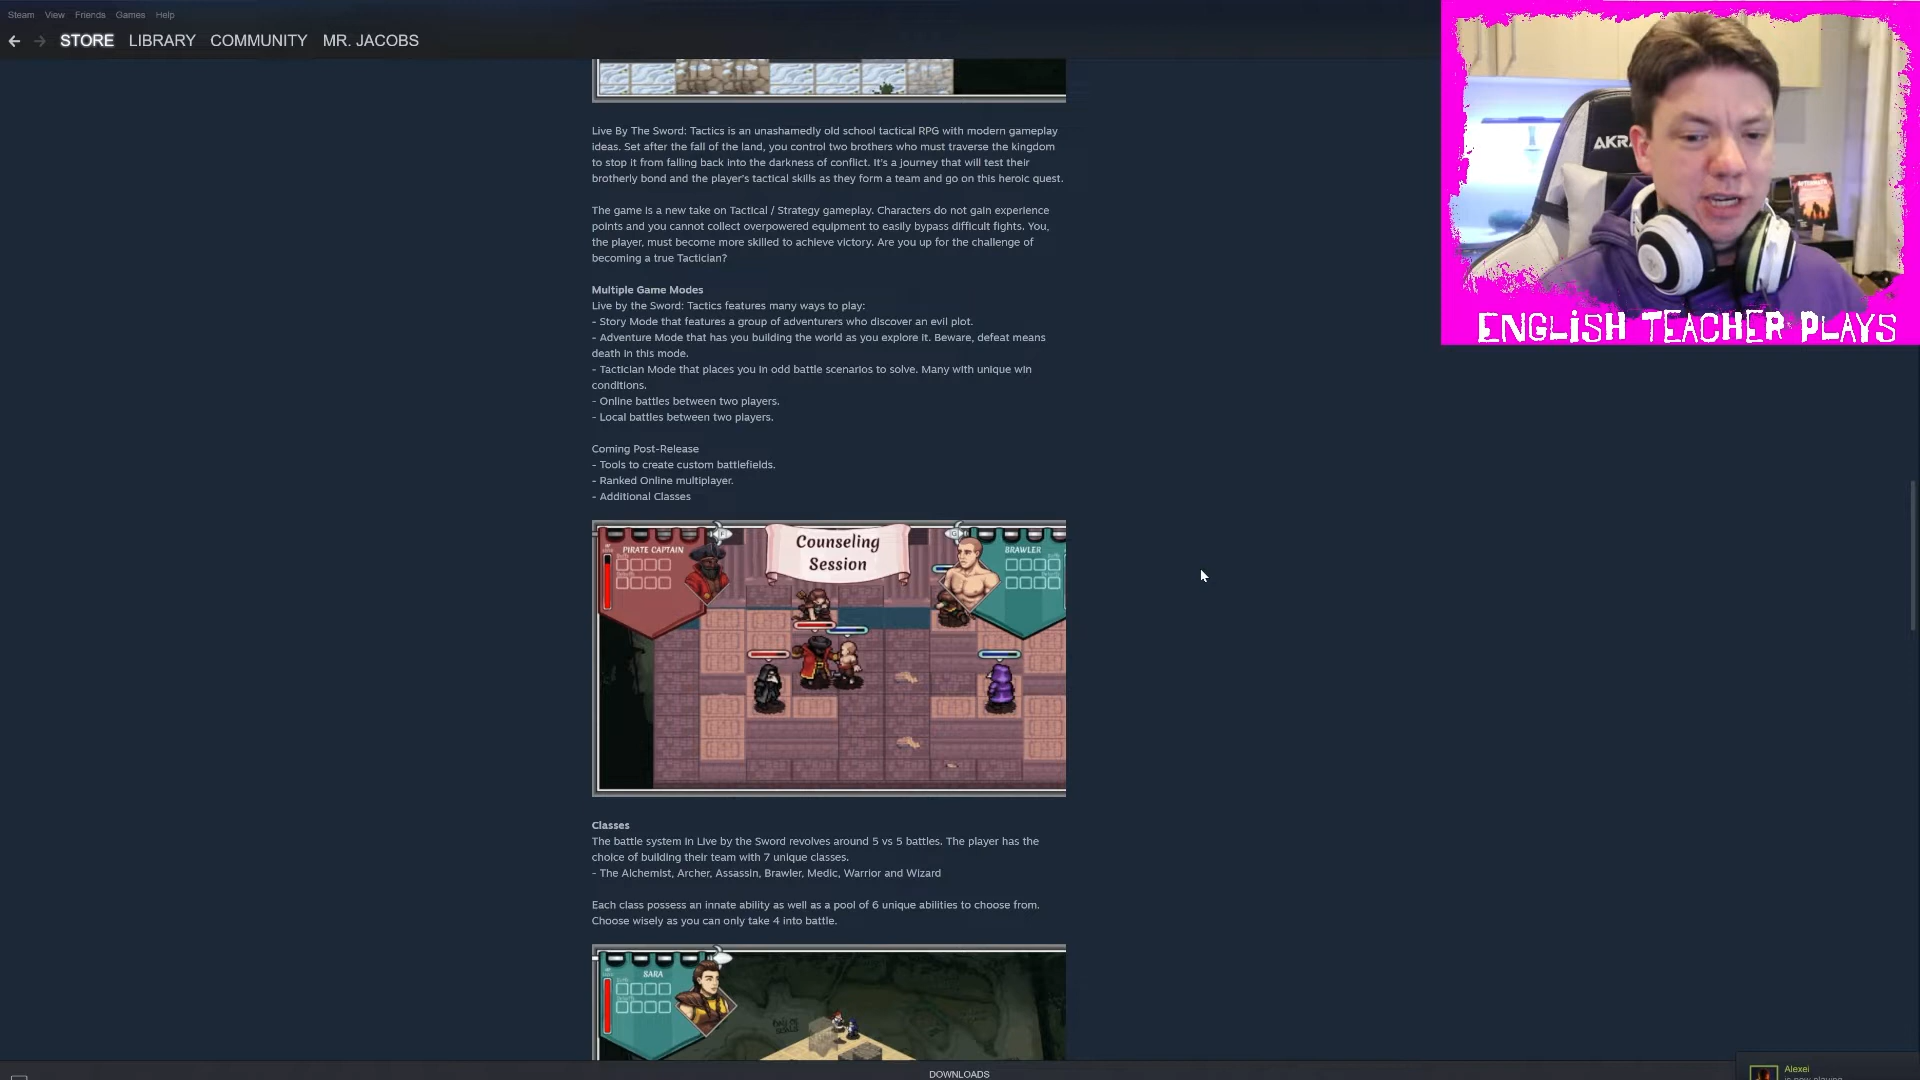 Steam View Friends Games Help
STORE LIBRARY COMMUNITY MR. JACOBS
AKR
ENGLISH TEACHER PLAYS
Live By The Sword: Tactics is an unashamedly old school tactical RPG with modern gameplay
ideas. Set after the fall of the land, you control two brothers who must traverse the kingdom
to stop it from falling back into the darkness of conflict. It's a journey that will test their
brotherly bond and the player's tactical skills as they form a team and go on this heroic quest.
The game is a new take on Tactical / Strategy gameplay. Characters do not gain experience
points and you cannot collect overpowered equipment to easily bypass difficult fights. You,
the player, must become more skilled to achieve victory. Are you up for the challenge of
becoming a true Tactician?
Multiple Game Modes
Live by the Sword: Tactics features many ways to play:
- Story Mode that features a group of adventurers who discover an evil plot.
- Adventure Mode that has you building the world as you explore it. Beware, defeat means
death in this mode.
- Tactician Mode that places you in odd battle scenarios to solve. Many with unique win
conditions.
- Online battles between two players.
- Local battles between two players.
Coming Post-Release
- Tools to create custom battlefields.
- Ranked Online multiplayer.
- Additional Classes
PIRATE CAPTAIN
Counseling
Session
BRAWLER
Classes
The battle system in Live by the Sword revolves around 5 vs 5 battles. The player has the
choice of building their team with 7 unique classes.
- The Alchemist, Archer, Assassin, Brawler, Medic, Warrior and Wizard
Each class possess an innate ability as well as a pool of 6 unique abilities to choose from.
Choose wisely as you can only take 4 into battle.
SARA
DOWNLOADS
Alexei